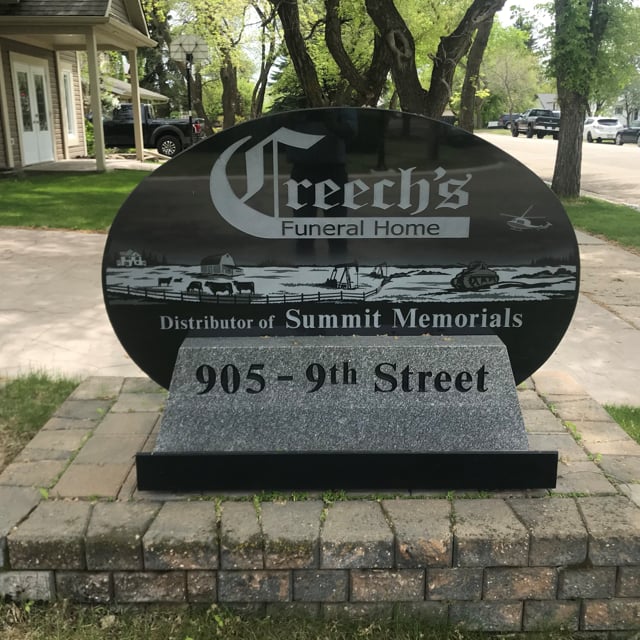 Creech's
Funeral Home
Distributor of Summit Memorials
905 - 9th Street